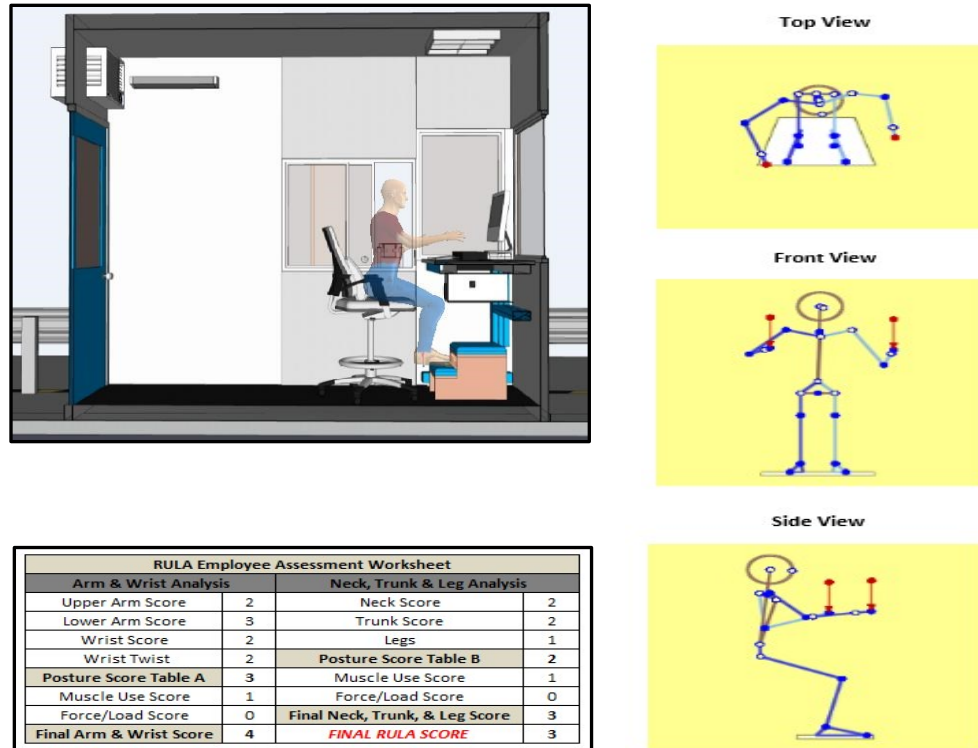 Top View
Front View
Side View
RULA Employee Assessment Worksheet
Arm & Wrist Analysis Neck, Trunk & Leg Analysis
Upper Arm Score 2 Neck Score 2
Lower Arm Score 3 Trunk Score 2
Wrist Score 2 Legs 1
Wrist Twist 2 Posture Score Table B 2
Posture Score Table A 3 Muscle Use Score 1
Muscle Use Score 1 Force/Load Score 0
Force/Load Score 0 Final Neck, Trunk, & Leg Score 3
Final Arm & Wrist Score 4 FINAL RULA SCORE 3